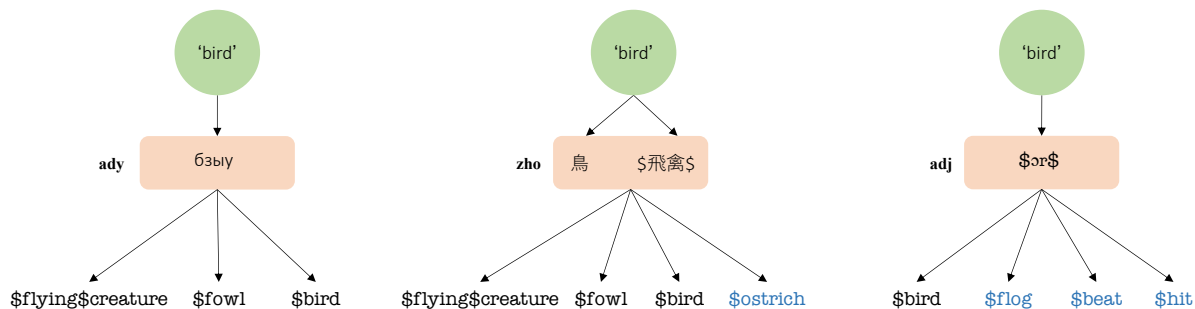 ‘bird’ ‘bird’ ‘bird’
ady бзыу zho 鳥 $飛禽$ adj $ɔr$
$flying$creature $fowl $bird $flying$creature $fowl $bird $ostrich $bird $flog $beat $hit